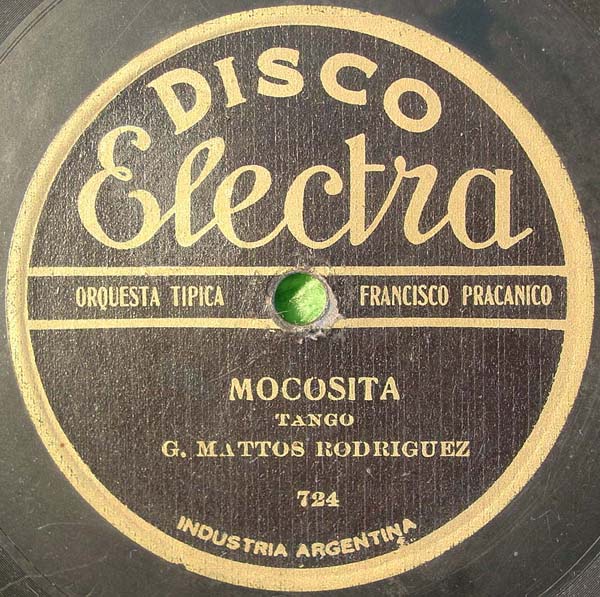 DISCO
Electra
ORQUESTA TIPICA FRANCISCO PRACANICO
MOCOSITA
TANGO
G. MATTOS RODRIGUEZ
724
INDUSTRIA ARGENTINA